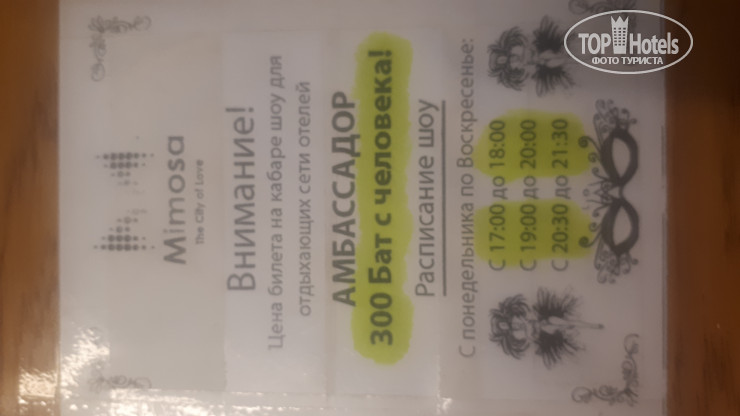 Mimosa
The City of Love
Внимание!
Цена билета на кабаре шоу для
отдыхающих сети отелей
АМБАССАДОР
300 Бат с человека!
Расписание шоу
С понедельника по Воскресенье:
С 17:00 до 18:00
С 19:00 до 20:00
С 20:30 до 21:30
TOP Hotels
ФОТО ТУРИСТА